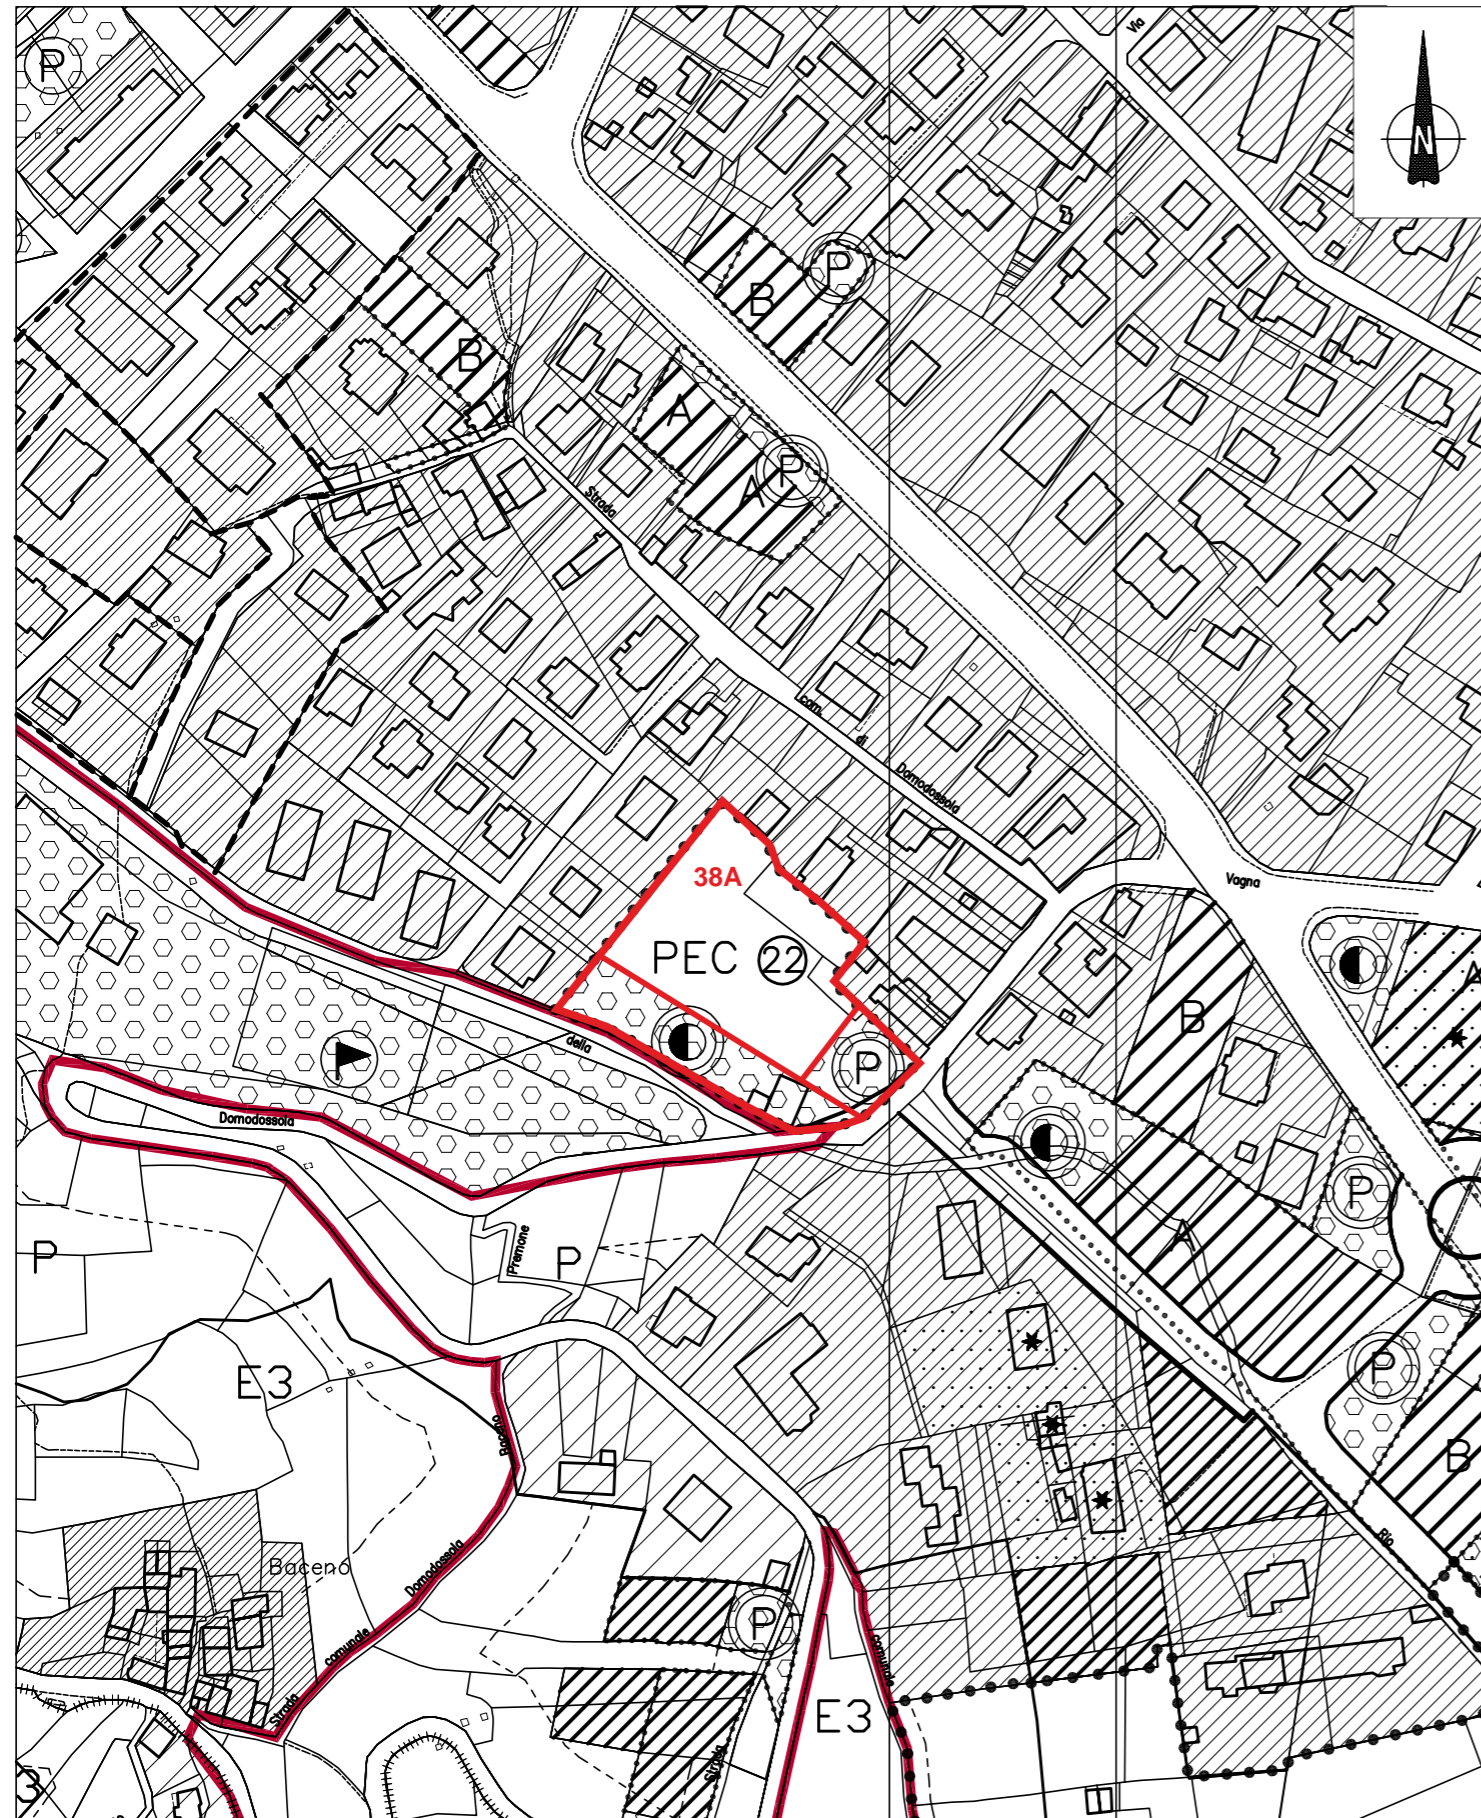 Via
P
N
P
B
B
A
P
A
Strada
com.
di
Domodossola
38A
Vagna
PEC 22
B
A
della
P
Domodossola
P
A
P
Premone
P
E3
P
Baceno
B
Rio
Baceno
Domodossola
P
comunale
comunale
Strada
E3
Strada
3